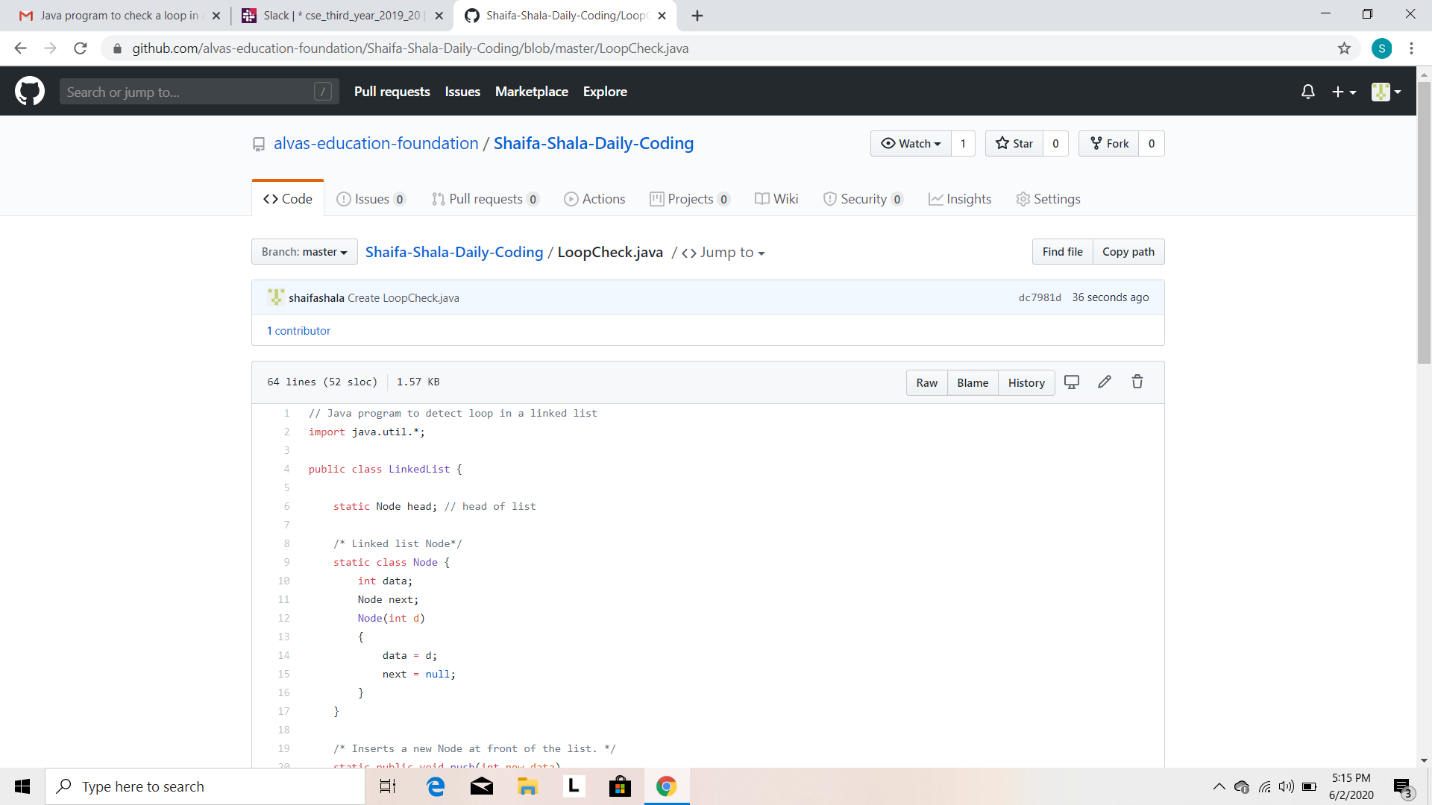 Java program to check a loop in
Slack | * cse_third_year_2019_20 |
Shaifa-Shala-Daily-Coding/Loop
github.com/alvas-education-foundation/Shaifa-Shala-Daily-Coding/blob/master/LoopCheck.java
S
Search or jump to... /
Pull requests Issues Marketplace Explore
alvas-education-foundation / Shaifa-Shala-Daily-Coding
Watch 1 Star 0 Fork 0
<> Code Issues 0 Pull requests 0 Actions Projects 0 Wiki Security 0 Insights Settings
Branch: master Shaifa-Shala-Daily-Coding / LoopCheck.java / <> Jump to
Find file Copy path
shaifashala Create LoopCheck.java dc7981d 36 seconds ago
1 contributor
64 lines (52 sloc) 1.57 KB Raw Blame History
1 // Java program to detect loop in a linked list
2 import java.util.*;
3
4 public class LinkedList {
5
6 static Node head; // head of list
7
8 /* Linked list Node*/
9 static class Node {
10 int data;
11 Node next;
12 Node(int d)
13 {
14 data = d;
15 next = null;
16 }
17 }
18
19 /* Inserts a new Node at front of the list. */
20 static public void push(int new_data)
Type here to search
L
5:15 PM
6/2/2020
3